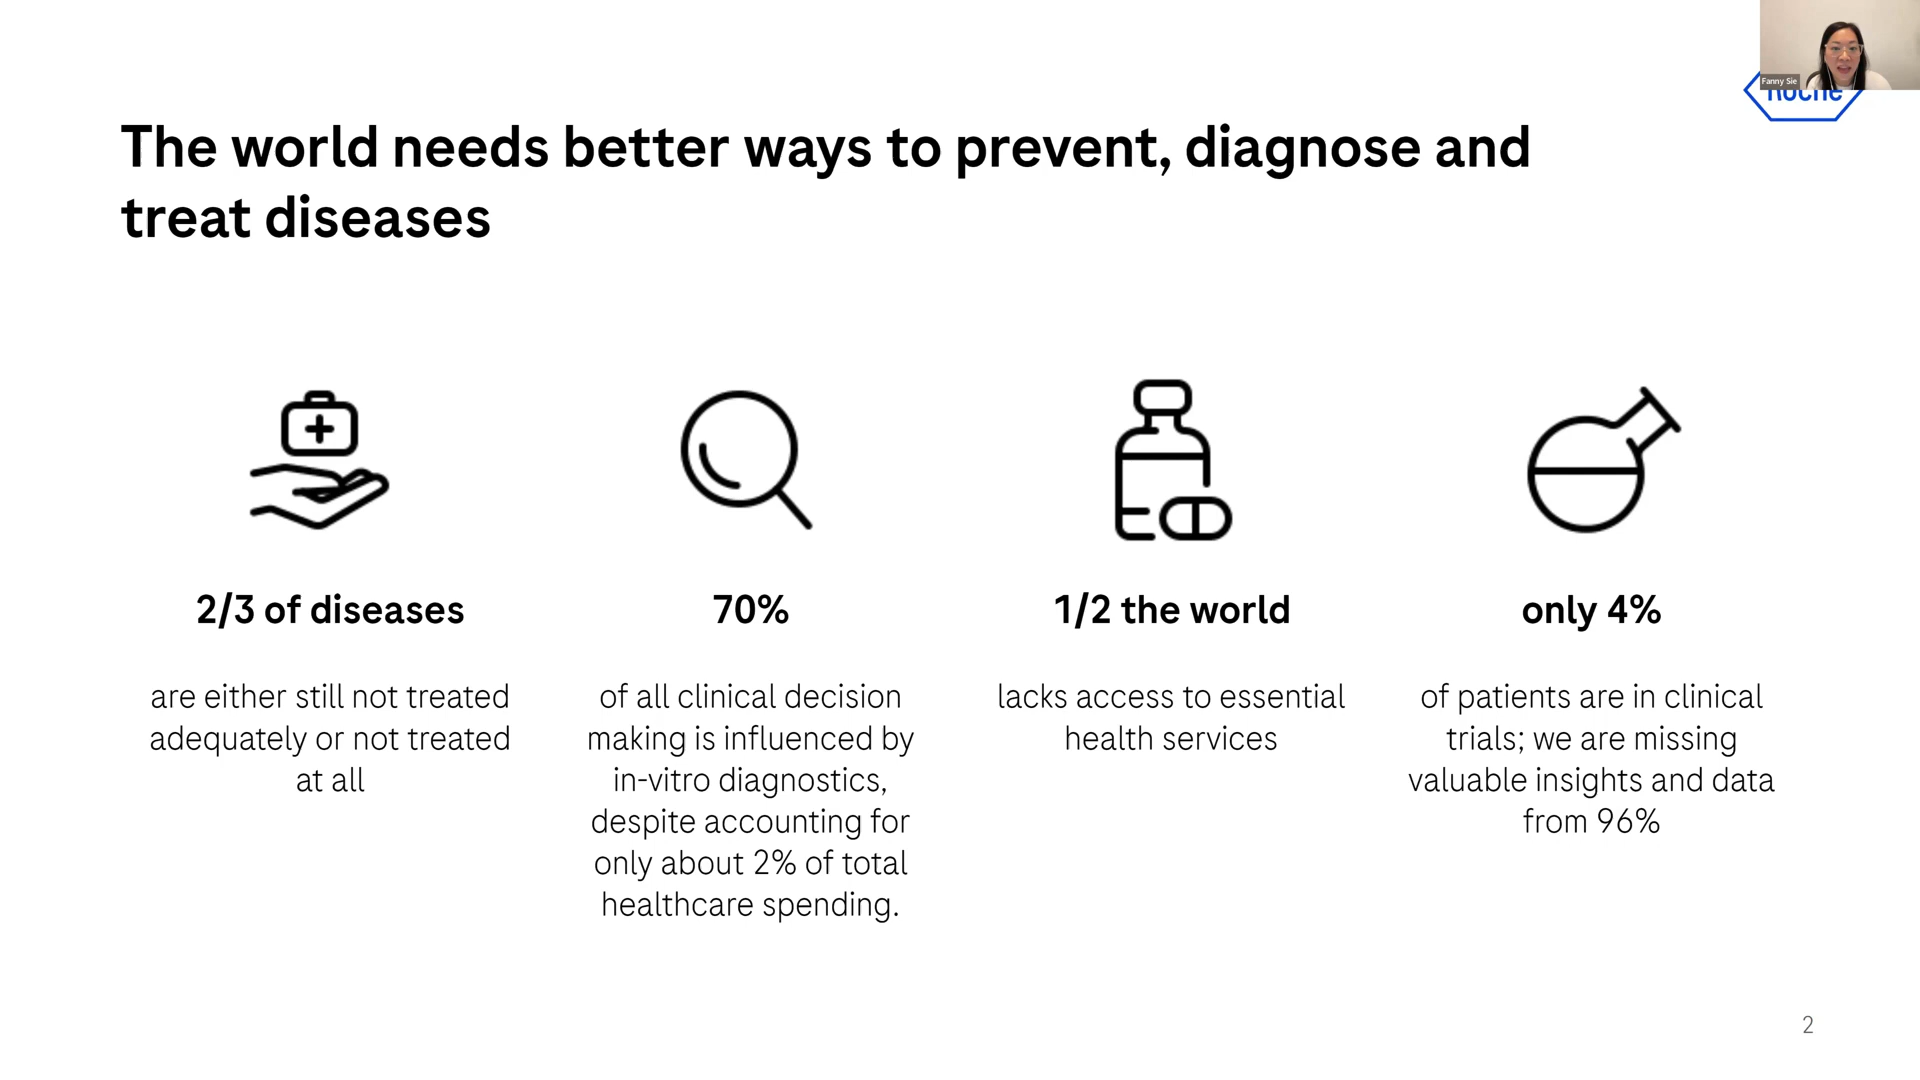 Fanny Sie
Roche
The world needs better ways to prevent, diagnose and
treat diseases
2/3 of diseases
are either still not treated
adequately or not treated
at all
70%
of all clinical decision
making is influenced by
in-vitro diagnostics,
despite accounting for
only about 2% of total
healthcare spending.
1/2 the world
lacks access to essential
health services
only 4%
of patients are in clinical
trials; we are missing
valuable insights and data
from 96%
2